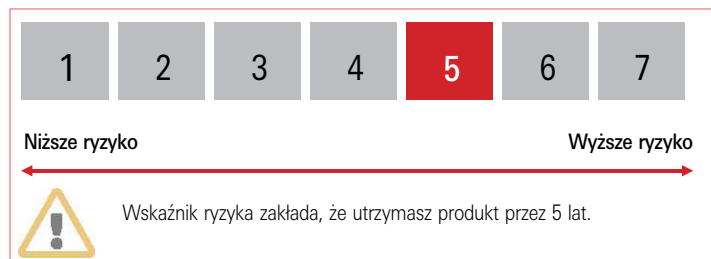 1 2 3 4 5 6 7
Niższe ryzyko Wyższe ryzyko
Wskaźnik ryzyka zakłada, że utrzymasz produkt przez 5 lat.